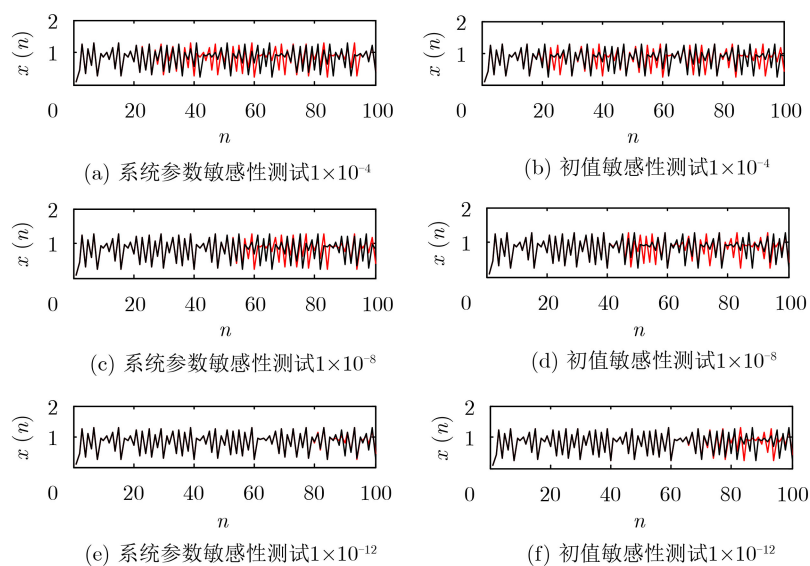 2
1
x (n)
0
20
40
60
80
100
n
(a) 系统参数敏感性测试1×10⁻⁴
2
1
x (n)
0
20
40
60
80
100
n
(b) 初值敏感性测试1×10⁻⁴
2
1
x (n)
0
20
40
60
80
100
n
(c) 系统参数敏感性测试1×10⁻⁸
2
1
x (n)
0
20
40
60
80
100
n
(d) 初值敏感性测试1×10⁻⁸
2
1
x (n)
0
20
40
60
80
100
n
(e) 系统参数敏感性测试1×10⁻¹²
2
1
x (n)
0
20
40
60
80
100
n
(f) 初值敏感性测试1×10⁻¹²